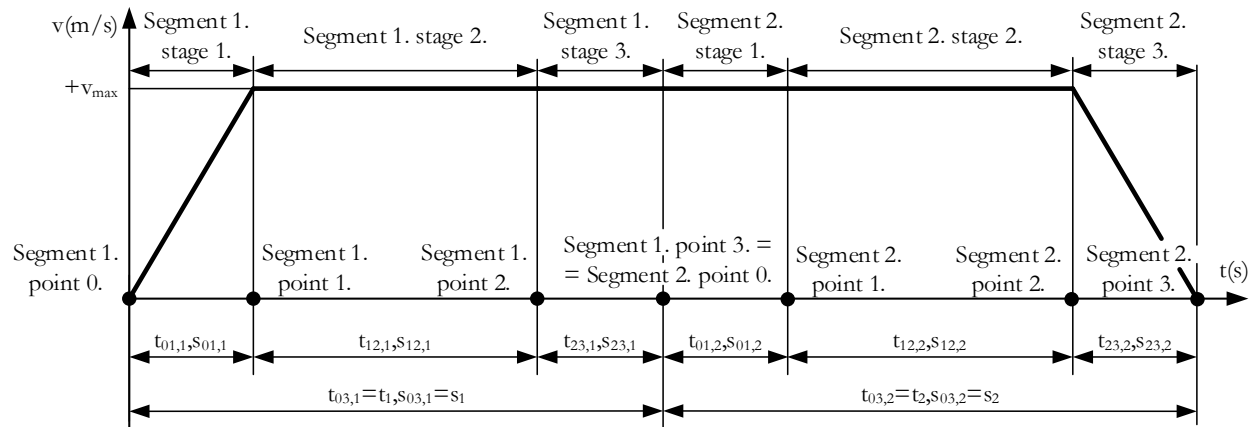 v(m/s)
Segment 1.
stage 1.
Segment 1. stage 2.
Segment 1.
stage 3.
Segment 2.
stage 1.
Segment 2. stage 2.
Segment 2.
stage 3.
+vmax
Segment 1.
point 0.
Segment 1.
point 1.
Segment 1.
point 2.
Segment 1. point 3. =
= Segment 2. point 0.
Segment 2.
point 1.
Segment 2.
point 2.
Segment 2.
point 3.
t(s)
t01,1,s01,1
t12,1,s12,1
t23,1,s23,1
t01,2,s01,2
t12,2,s12,2
t23,2,s23,2
t03,1=t1,s03,1=s1
t03,2=t2,s03,2=s2